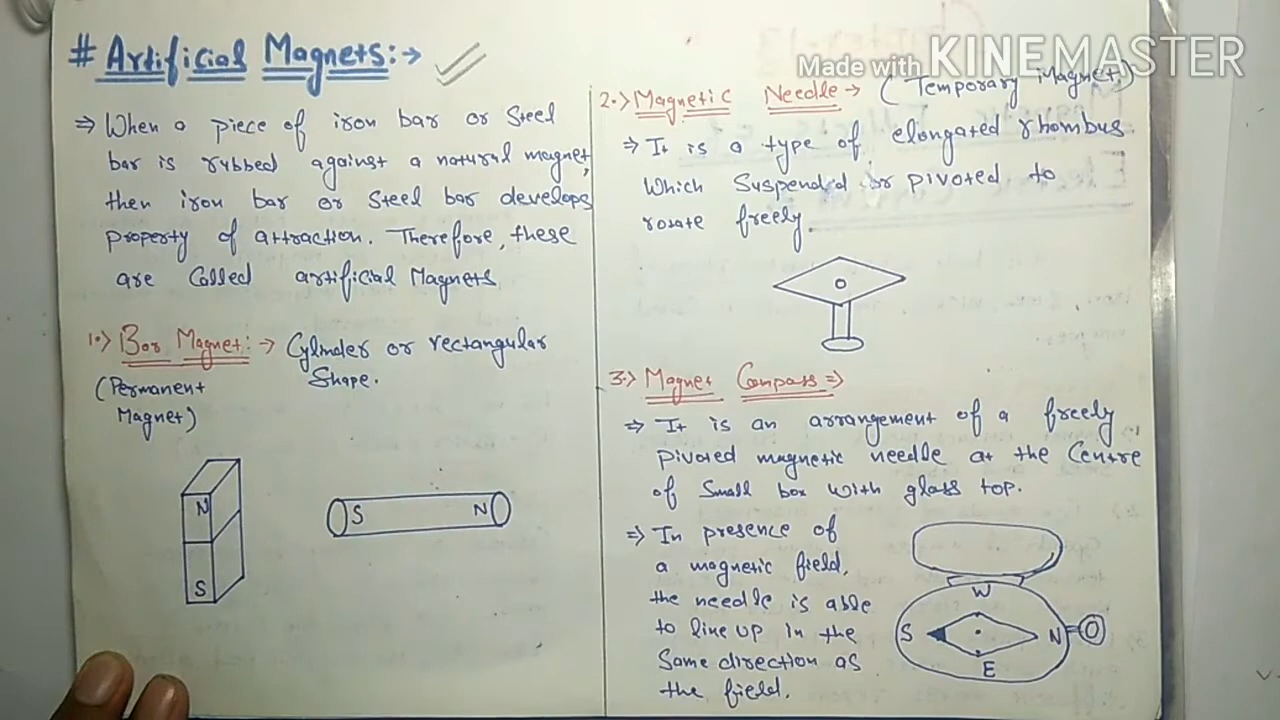 # Artificial Magnets:→
⇒ When a piece of iron bar or Steel
bar is rubbed against a natural magnet,
then iron bar or steel bar develops
property of attraction. Therefore, these
are Called artificial Magnets.
1.> Bar Magnet:→ Cylinder or rectangular
Shape.
(Permanent
Magnet)
N
S
S N
Made with KINEMASTER
2.> Magnetic Needle→ (Temporary Magnet)
⇒ It is a type of elongated rhombus.
Which Suspended or pivoted to
rotate freely.
3.> Magnet Compass⇒
⇒ It is an arrangement of a freely
pivoted magnetic needle at the Centre
of Small box with glass top.
⇒ In presence of
a magnetic field,
the needle is able
to line up in the
Same direction as
the field.
W
S N
E